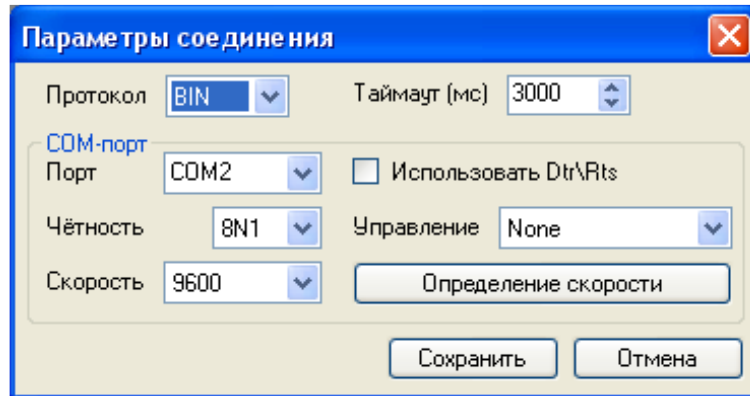 Параметры соединения
Протокол BIN Таймаут (мс) 3000
COM-порт
Порт COM2 Использовать Dtr\Rts
Чётность 8N1 Управление None
Скорость 9600 Определение скорости
Сохранить Отмена